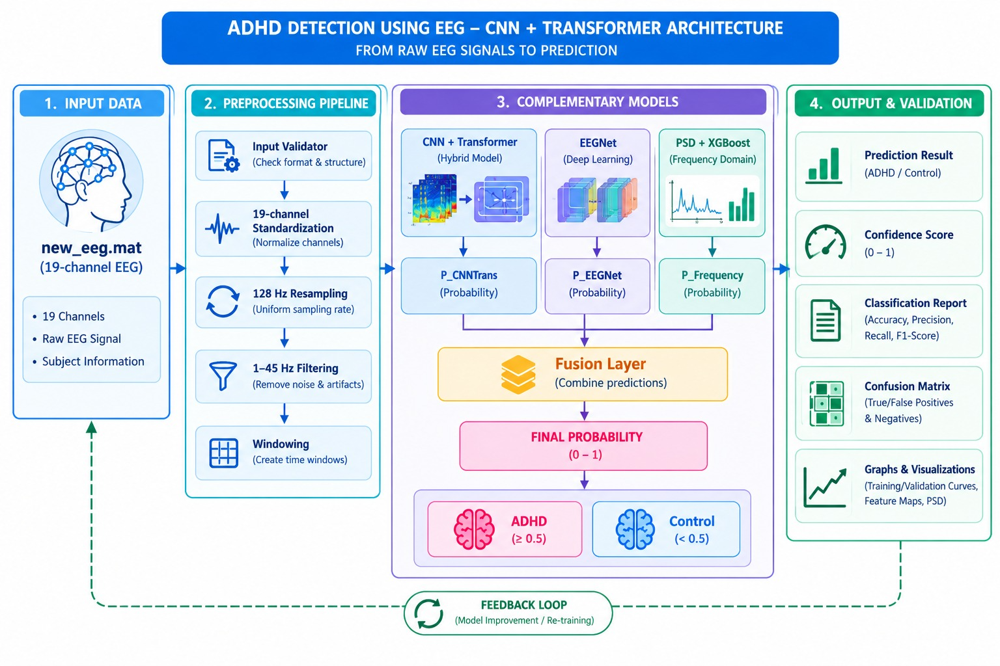 ADHD DETECTION USING EEG – CNN + TRANSFORMER ARCHITECTURE
FROM RAW EEG SIGNALS TO PREDICTION
1. INPUT DATA
new_eeg.mat
(19-channel EEG)
• 19 Channels
• Raw EEG Signal
• Subject Information
2. PREPROCESSING PIPELINE
Input Validator
(Check format & structure)
19-channel
Standardization
(Normalize channels)
128 Hz Resampling
(Uniform sampling rate)
1–45 Hz Filtering
(Remove noise & artifacts)
Windowing
(Create time windows)
3. COMPLEMENTARY MODELS
CNN + Transformer
(Hybrid Model)
EEGNet
(Deep Learning)
PSD + XGBoost
(Frequency Domain)
P_CNNTrans
(Probability)
P_EEGNet
(Probability)
P_Frequency
(Probability)
Fusion Layer
(Combine predictions)
FINAL PROBABILITY
(0 – 1)
ADHD
(≥ 0.5)
Control
(< 0.5)
4. OUTPUT & VALIDATION
Prediction Result
(ADHD / Control)
Confidence Score
(0 – 1)
Classification Report
(Accuracy, Precision,
Recall, F1-Score)
Confusion Matrix
(True/False Positives
& Negatives)
Graphs & Visualizations
(Training/Validation Curves,
Feature Maps, PSD)
FEEDBACK LOOP
(Model Improvement / Re-training)